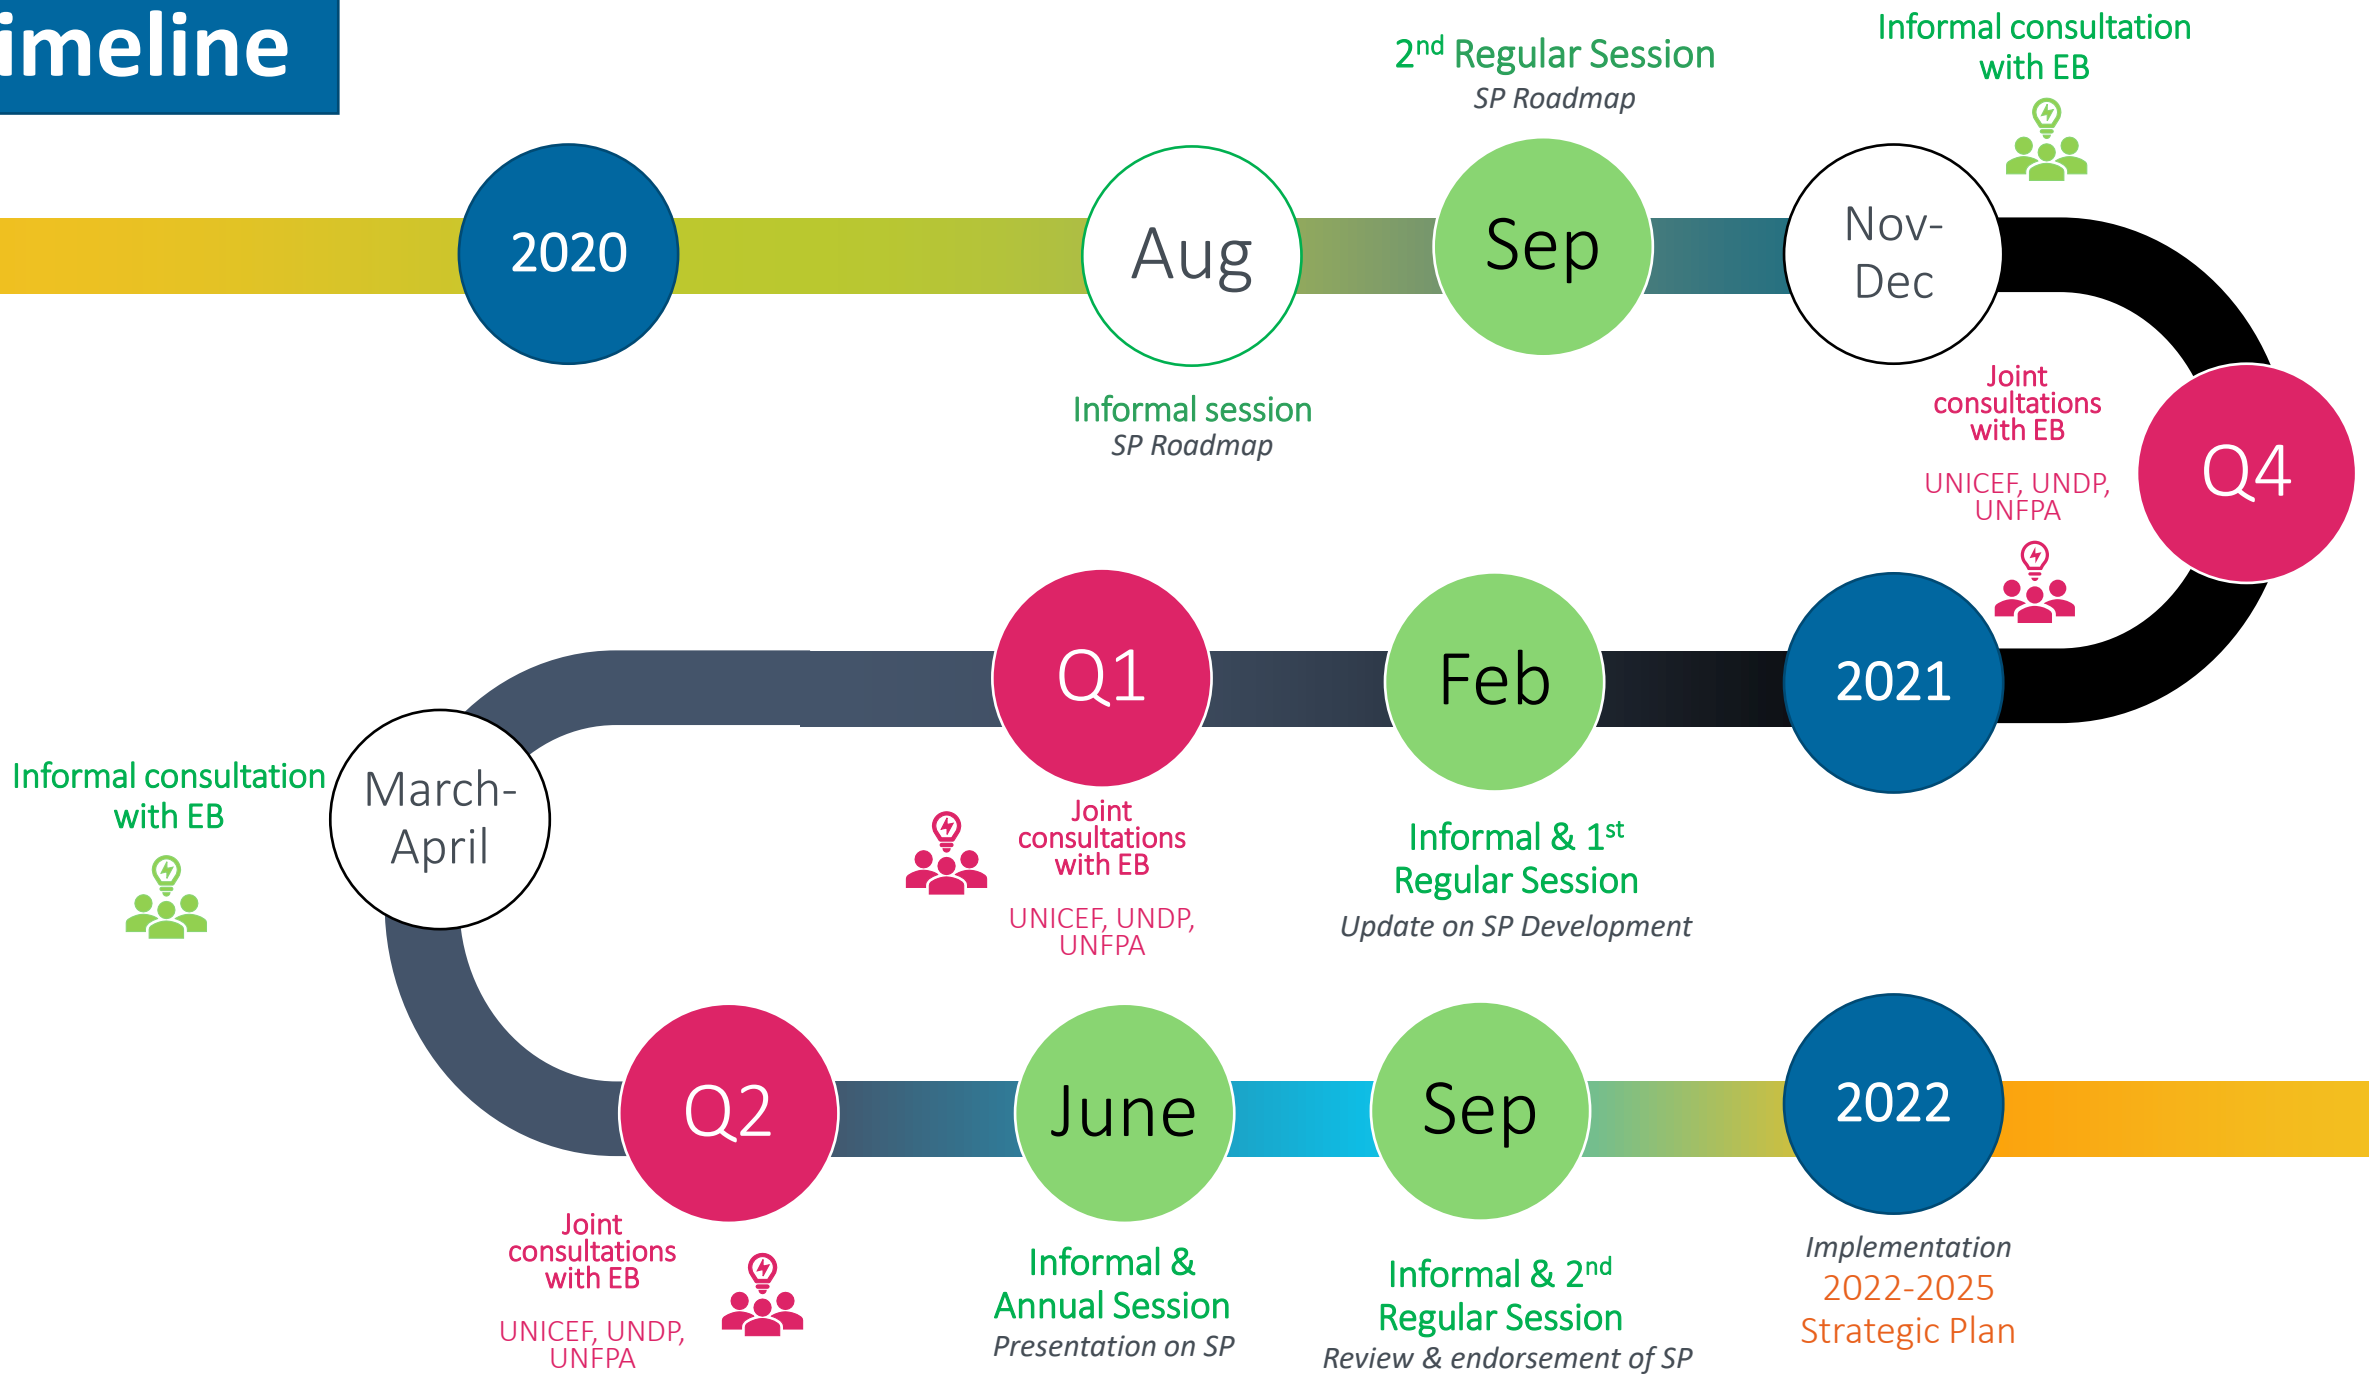 imeline
2nd Regular Session
SP Roadmap
Informal consultation
with EB
2020
Aug
Sep
Nov-
Dec
Informal session
SP Roadmap
Joint
consultations
with EB
UNICEF, UNDP,
UNFPA
Q4
2021
Feb
Informal & 1st
Regular Session
Update on SP Development
Q1
Joint
consultations
with EB
UNICEF, UNDP,
UNFPA
March-
April
Informal consultation
with EB
Q2
Joint
consultations
with EB
UNICEF, UNDP,
UNFPA
June
Informal &
Annual Session
Presentation on SP
Sep
Informal & 2nd
Regular Session
Review & endorsement of SP
2022
Implementation
2022-2025
Strategic Plan